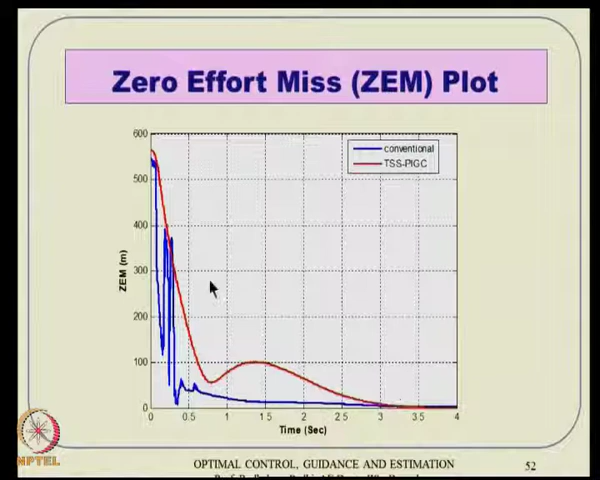 Zero Effort Miss (ZEM) Plot
600
500
400
300
200
100
0
ZEM (m)
conventional
TSS-PIGC
0 0.5 1 1.5 2 2.5 3 3.5 4
Time (Sec)
NPTEL
OPTIMAL CONTROL, GUIDANCE AND ESTIMATION
52